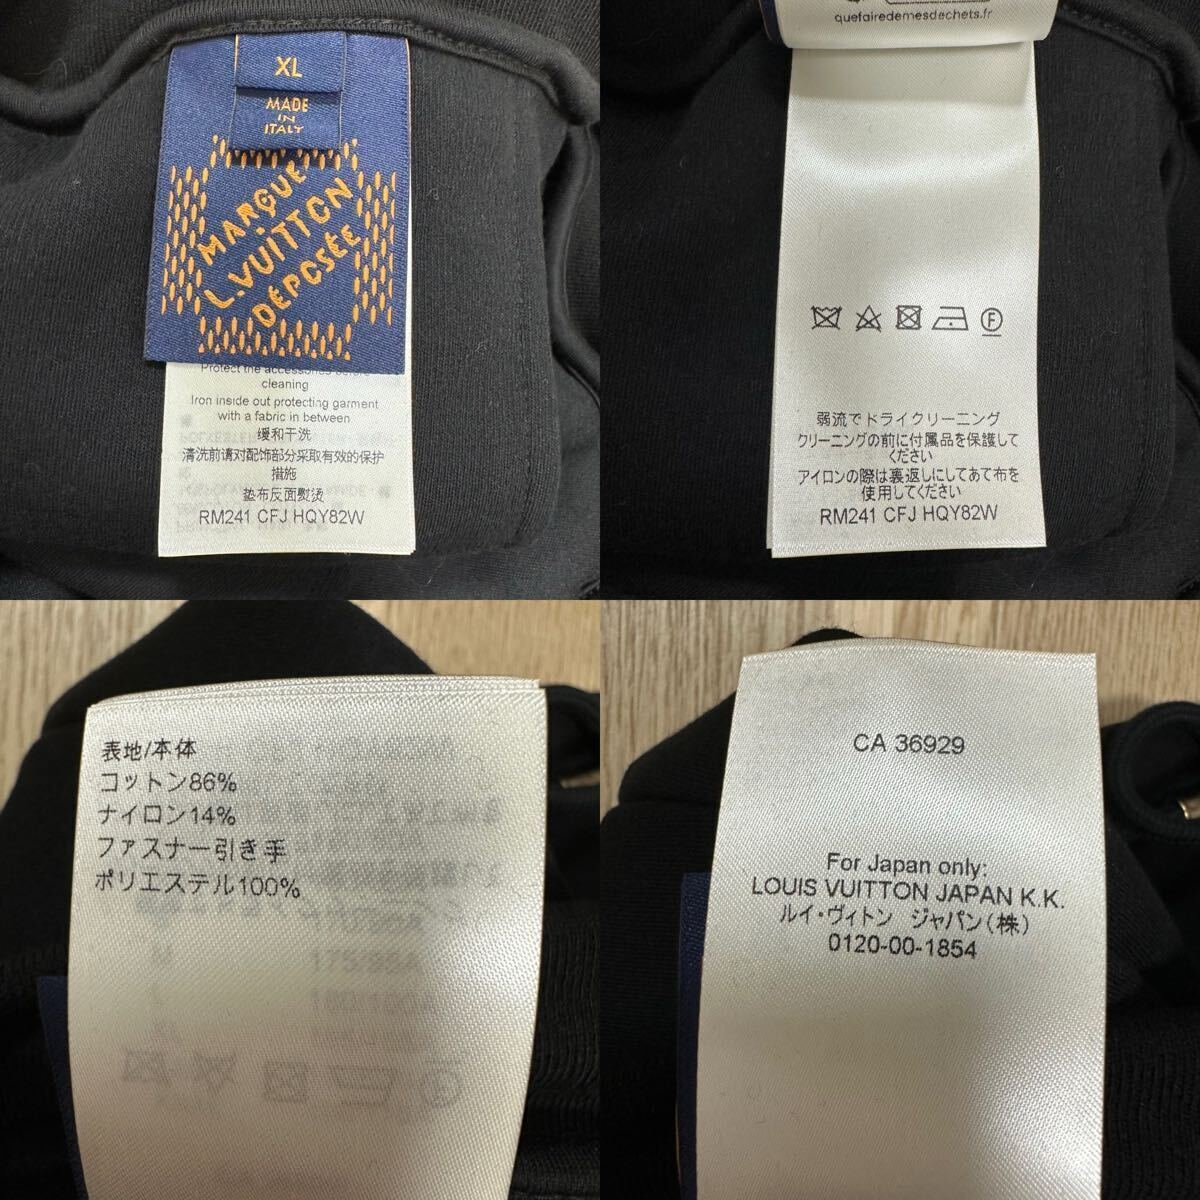 XL
MADE
IN
ITALY
MARQUE
L.VUITTON
DÉPOSÉE
Protect the accessories before
cleaning
Iron inside out protecting garment
with a fabric in between
缓和干洗
清洗前请对配饰部分采取有效的保护
措施
垫布反面熨烫
RM241 CFJ HQY82W
quefairedemesdechets.fr
F
弱流でドライクリーニング
クリーニングの前に付属品を保護して
ください
アイロンの際は裏返しにしてあて布を
使用してください
RM241 CFJ HQY82W
表地/本体
コットン86%
ナイロン14%
ファスナー引き手
ポリエステル100%
CA 36929
For Japan only:
LOUIS VUITTON JAPAN K.K.
ルイ・ヴィトン ジャパン(株)
0120-00-1854